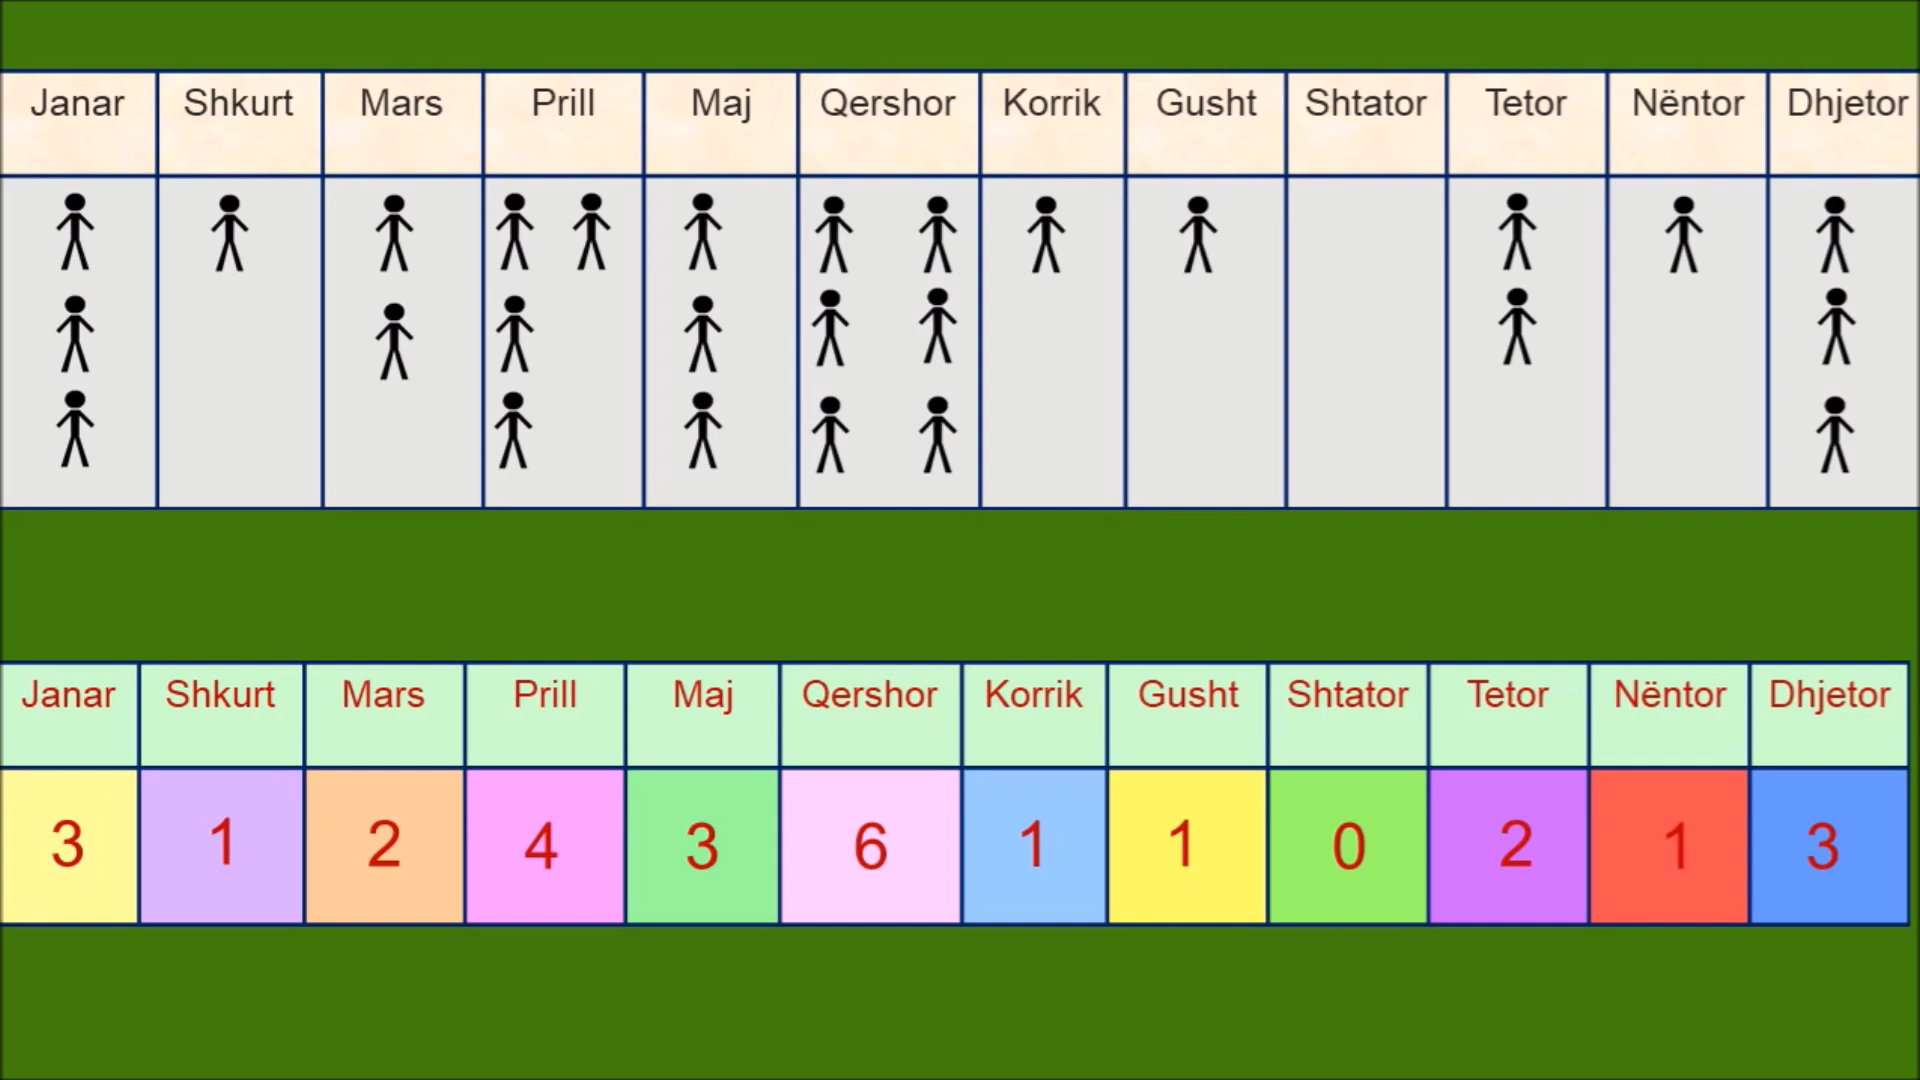 Janar Shkurt Mars Prill Maj Qershor Korrik Gusht Shtator Tetor Nëntor Dhjetor
Janar Shkurt Mars Prill Maj Qershor Korrik Gusht Shtator Tetor Nëntor Dhjetor
3 1 2 4 3 6 1 1 0 2 1 3